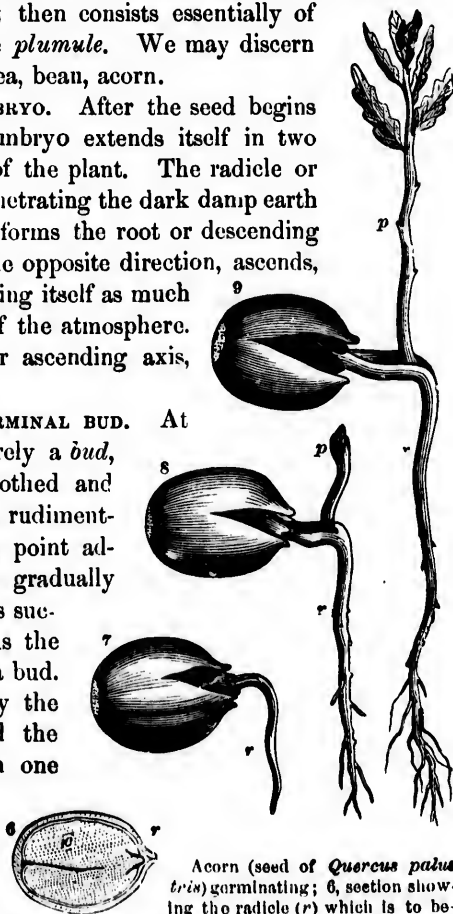 then consists essentially of
plumule. We may discern
ea, bean, acorn.
BRYO. After the seed begins
mbryo extends itself in two
of the plant. The radicle or
netrating the dark damp earth
forms the root or descending
e opposite direction, ascends,
ing itself as much
f the atmosphere.
r ascending axis,
RMINAL BUD. At
rely a bud,
othed and
rudiment-
point ad-
gradually
s suc-
s the
bud.
y the
d the
one
p
9
r
p
8
r
7
r
6
p
r
Acorn (seed of Quercus palus
tris) germinating; 6, section show-
ing the radicle (r) which is to be-